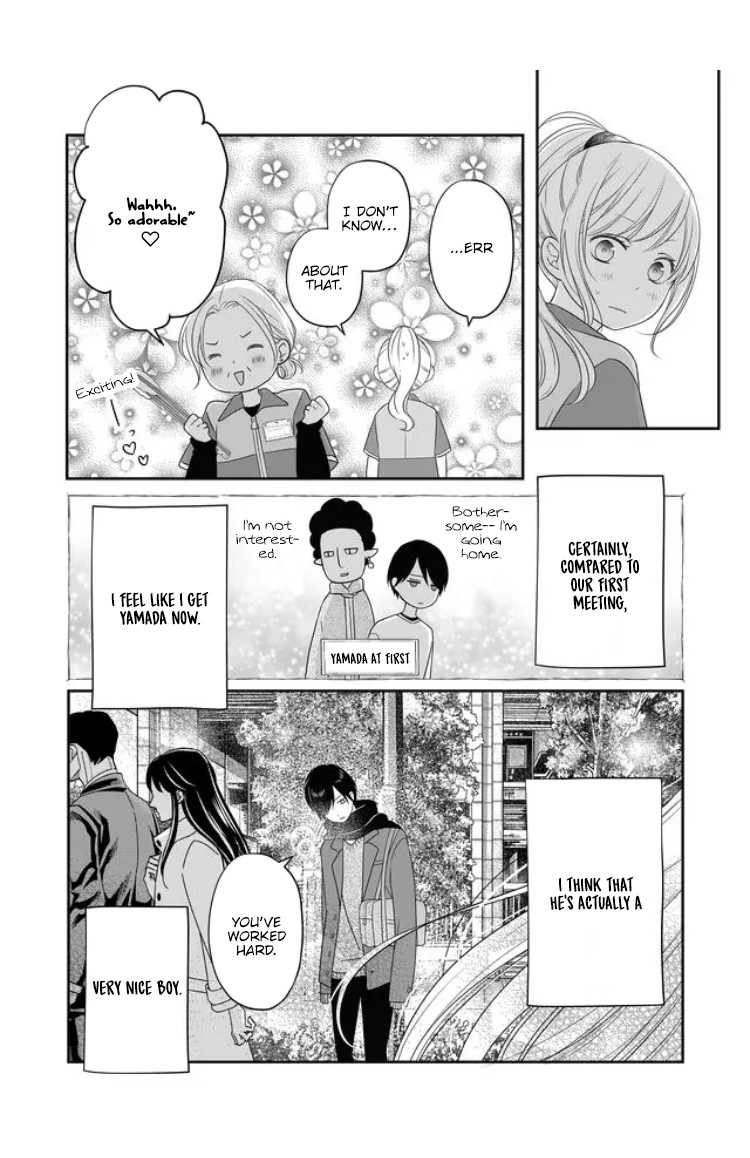 ...ERR
I DON'T
KNOW...
ABOUT
THAT.
Wahhh.
So adorable~
♡
Exciting!
CERTAINLY,
COMPARED TO
OUR FIRST
MEETING,
Bother-
some-- I'm
going
home.
I'm not
interest-
ed.
YAMADA AT FIRST
I FEEL LIKE I GET
YAMADA NOW.
I THINK THAT
HE'S ACTUALLY A
YOU'VE
WORKED
HARD.
VERY NICE BOY.